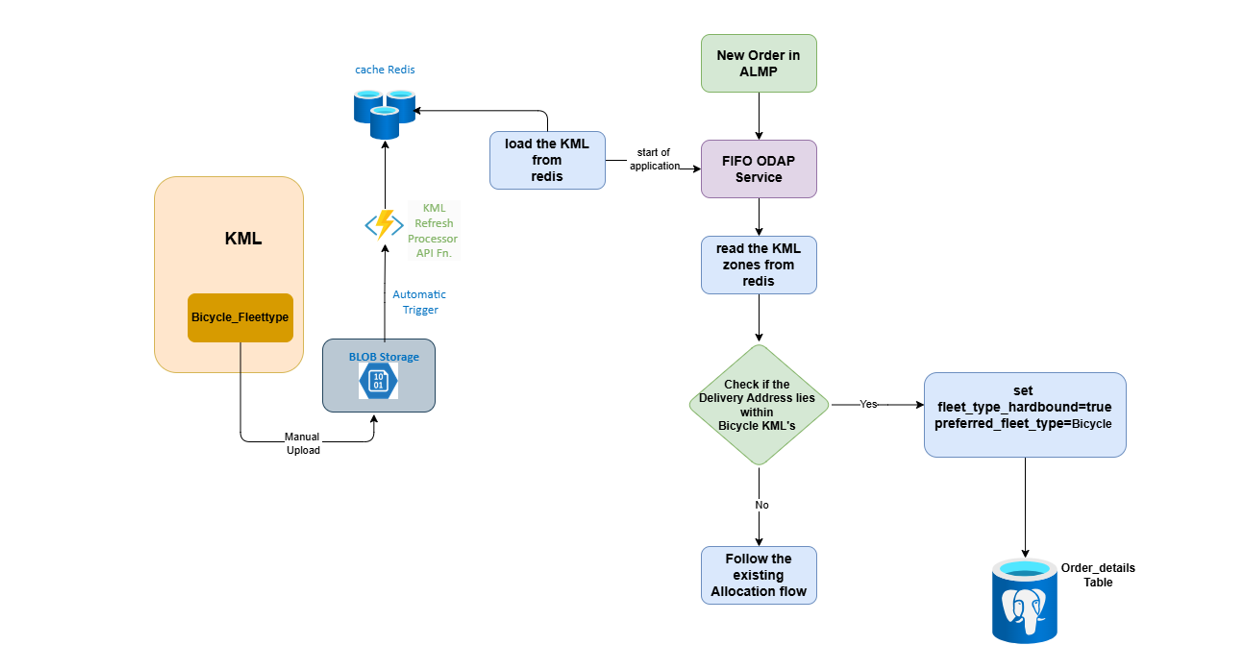 cache Redis
New Order in
ALMP
load the KML
from
redis
start of
application
FIFO ODAP
Service
KML
Refresh
Processor
API Fn.
KML
read the KML
zones from
redis
Automatic
Trigger
Bicycle_Fleettype
BLOB Storage
10
01
Check if the
Delivery Address lies
within
Bicycle KML's
Yes
set
fleet_type_hardbound=true
preferred_fleet_type=Bicycle
Manual
Upload
No
Follow the
existing
Allocation flow
Order_details
Table